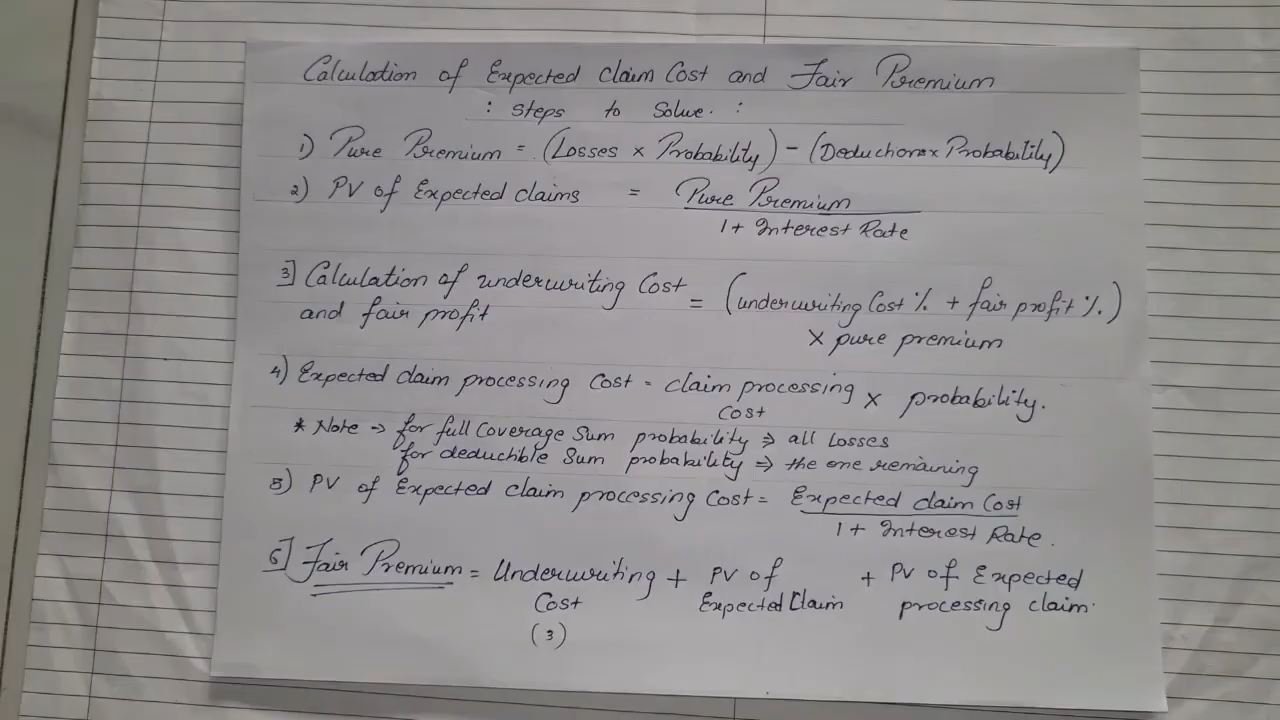 Calculation of Expected Claim Cost and Fair Premium
: Steps to Solve. :
1) Pure Premium = (Losses x Probability) - (Deduchorsx Probability)
2) PV of Expected claims = Pure Premium
1+ Interest Rate
3] Calculation of underwriting Cost = (underwriting Cost % + fair profit %.)
and fair profit
x pure premium
4) Expected claim processing cost = claim processing x probability.
cost
* Note → for full coverage sum probability ⇒ all losses
for deductible sum probability ⇒ the one remaining
5) PV of Expected claim processing Cost = Expected claim Cost
1 + Interest Rate.
6] Fair Premium = Underwriting + PV of + PV of Expected
Cost Expected Claim processing claim.
(3)